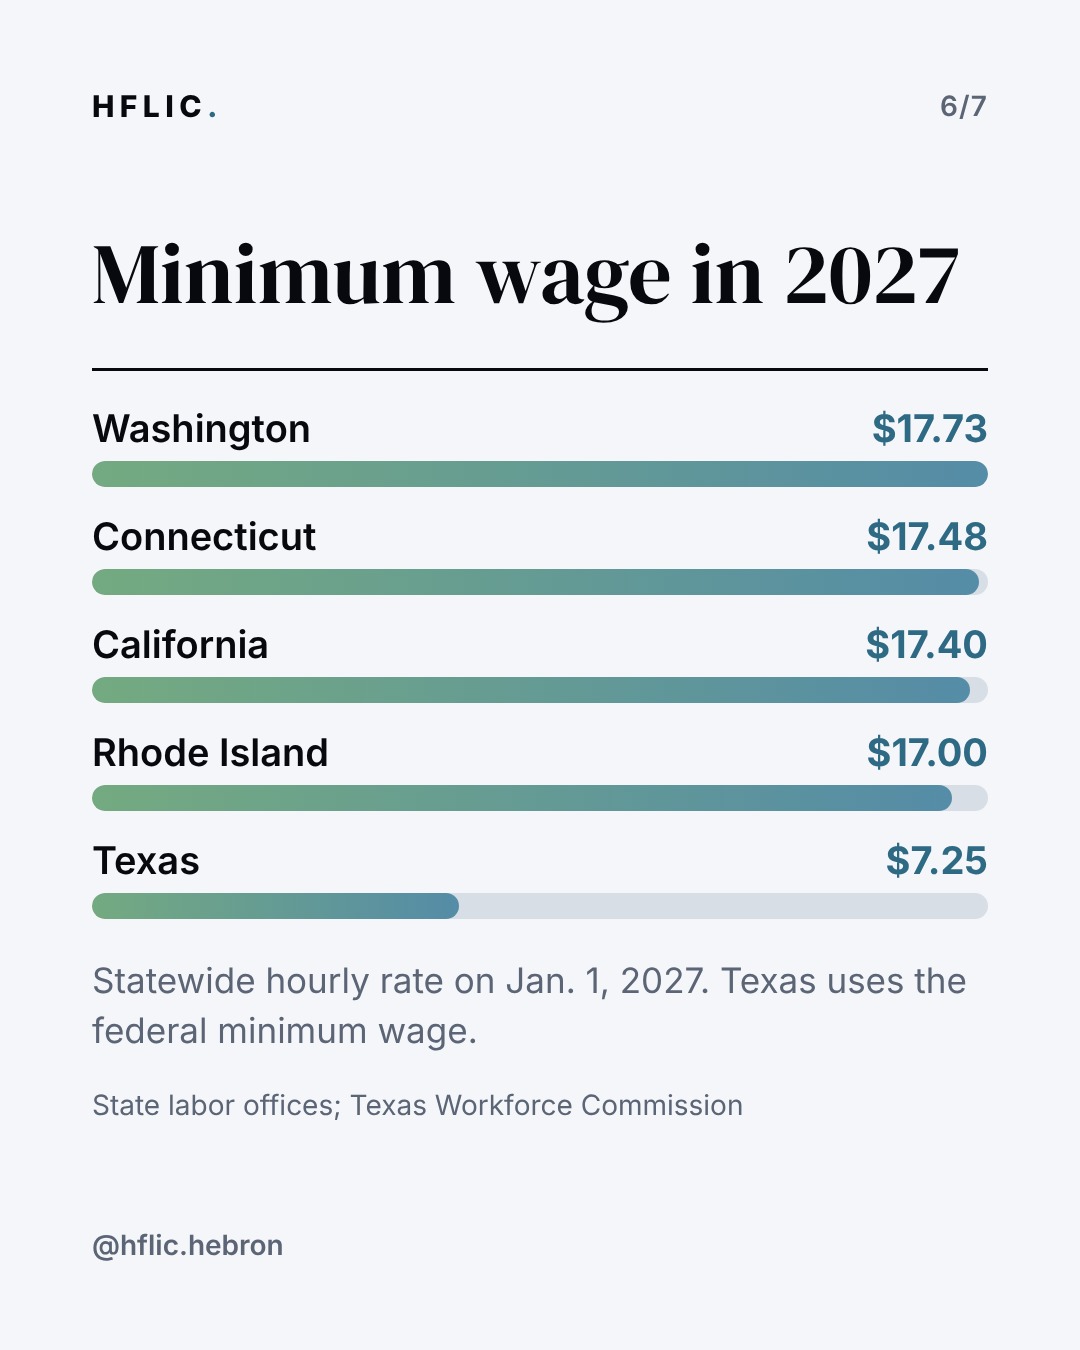 HFLIC.
6/7
Minimum wage in 2027
Washington $17.73
Connecticut $17.48
California $17.40
Rhode Island $17.00
Texas $7.25
Statewide hourly rate on Jan. 1, 2027. Texas uses the
federal minimum wage.
State labor offices; Texas Workforce Commission
@hflic.hebron